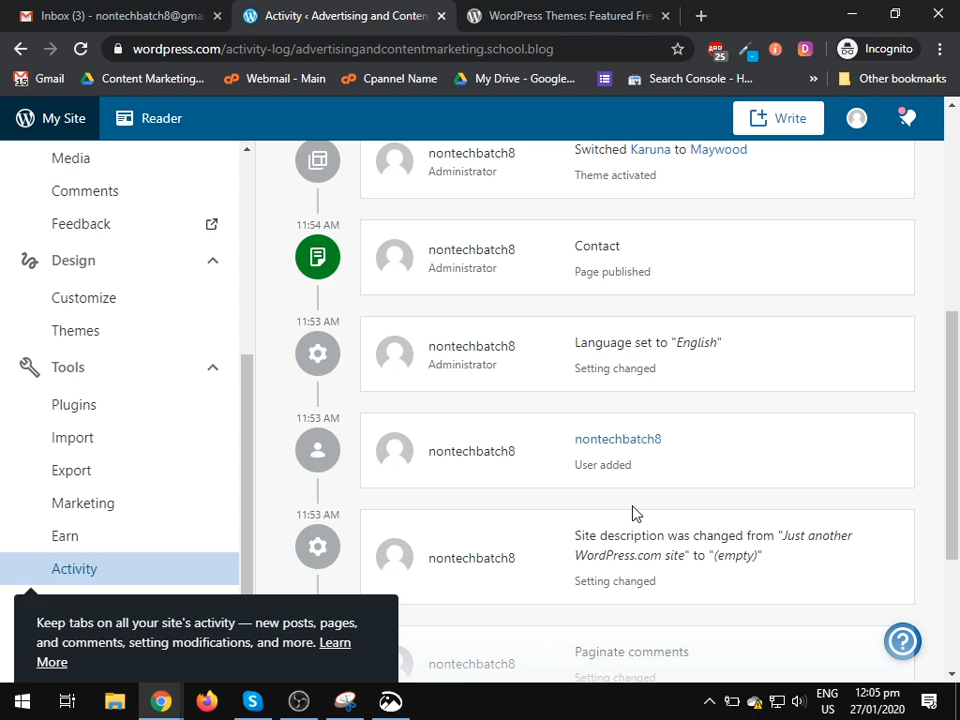 Inbox (3) - nontechbatch8@gma
Activity ‹ Advertising and Conten
WordPress Themes: Featured Fre
wordpress.com/activity-log/advertisingandcontentmarketing.school.blog
25
Incognito
15
Gmail
Content Marketing...
Webmail - Main
Cpannel Name
My Drive - Google...
Search Console - H...
»
Other bookmarks
My Site
Reader
Write
Media
Comments
Feedback
Design
Customize
Themes
Tools
Plugins
Import
Export
Marketing
Earn
Activity
nontechbatch8
Administrator
Switched Karuna to Maywood
Theme activated
11:54 AM
nontechbatch8
Administrator
Contact
Page published
11:53 AM
nontechbatch8
Administrator
Language set to "English"
Setting changed
11:53 AM
nontechbatch8
nontechbatch8
User added
11:53 AM
nontechbatch8
Site description was changed from "Just another
WordPress.com site" to "(empty)"
Setting changed
nontechbatch8
Paginate comments
Setting changed
Keep tabs on all your site's activity — new posts, pages,
and comments, setting modifications, and more. Learn
More
ENG
US
12:05 pm
27/01/2020